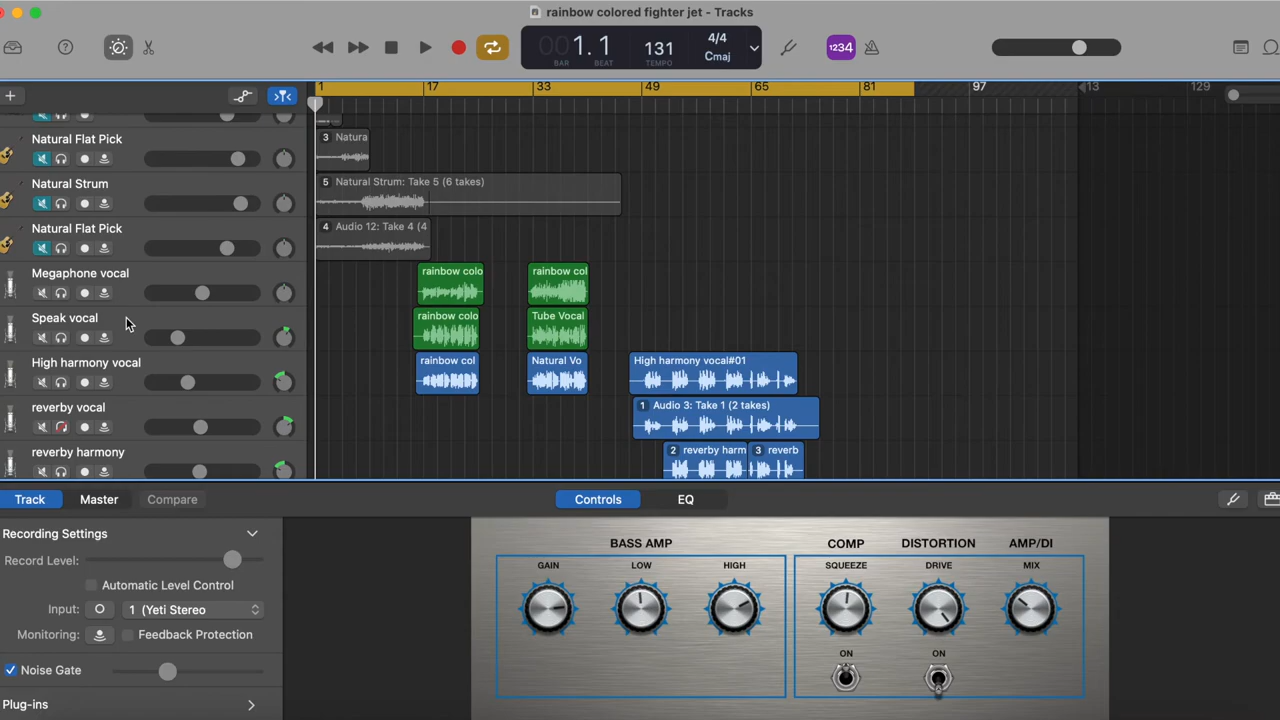 rainbow colored fighter jet - Tracks
001. 1
BAR
BEAT
131
TEMPO
4/4
Cmaj
1234
1
17
33
49
65
81
97
13
129
Natural Flat Pick
3 Natura
Natural Strum
5 Natural Strum: Take 5 (6 takes)
Natural Flat Pick
4 Audio 12: Take 4 (4
Megaphone vocal
rainbow colo
rainbow col
Speak vocal
rainbow colo
Tube Vocal
High harmony vocal
rainbow col
Natural Vo
High harmony vocal#01
reverby vocal
1 Audio 3: Take 1 (2 takes)
reverby harmony
2 reverby harm
3 reverb
Track
Master
Compare
Controls
EQ
Recording Settings
Record Level:
Automatic Level Control
Input:
1 (Yeti Stereo
Monitoring:
Feedback Protection
Noise Gate
Plug-ins
BASS AMP
COMP
DISTORTION
AMP/DI
GAIN
LOW
HIGH
SQUEEZE
DRIVE
MIX
ON
ON